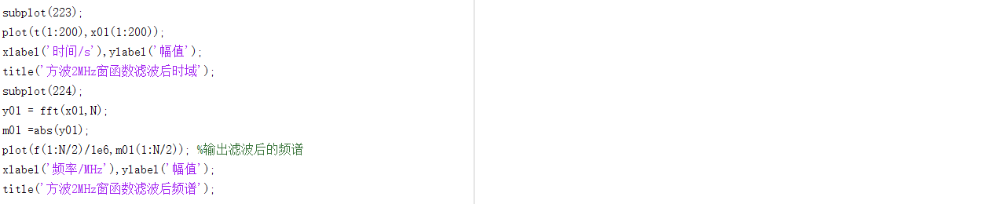 subplot(223);
plot(t(1:200),x01(1:200));
xlabel('时间/s'),ylabel('幅值');
title('方波2MHz窗函数滤波后时域');
subplot(224);
y01 = fft(x01,N);
m01 =abs(y01);
plot(f(1:N/2)/1e6,m01(1:N/2)); %输出滤波后的频谱
xlabel('频率/MHz'),ylabel('幅值');
title('方波2MHz窗函数滤波后频谱');